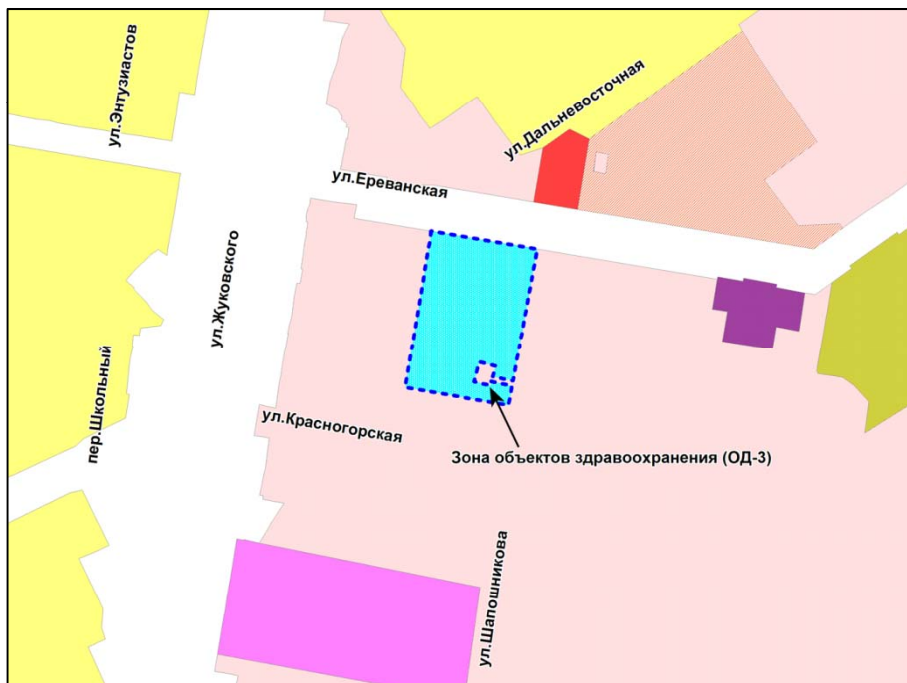 ул.Энтузиастов
ул.Дальневосточная
ул.Ереванская
ул.Жуковского
пер.Школьный
ул.Красногорская
Зона объектов здравоохранения (ОД-3)
ул.Шапошникова